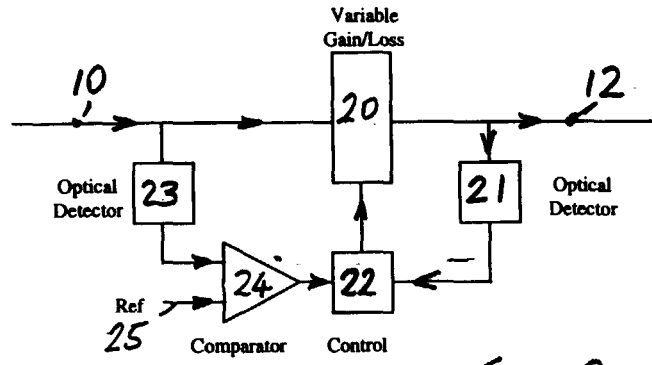 Variable
Gain/Loss
10
20
12
Optical
Detector
23
21
Optical
Detector
24
22
Ref
25
Comparator
Control